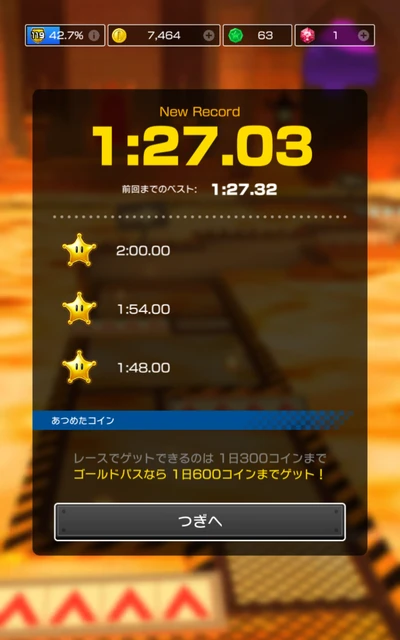 119 42.7% i 7,464 + 63 1 +
New Record
1:27.03
前回までのベスト: 1:27.32
2:00.00
1:54.00
1:48.00
あつめたコイン
レースでゲットできるのは 1日300コインまで
ゴールドパスなら 1日600コインまでゲット！
つぎへ